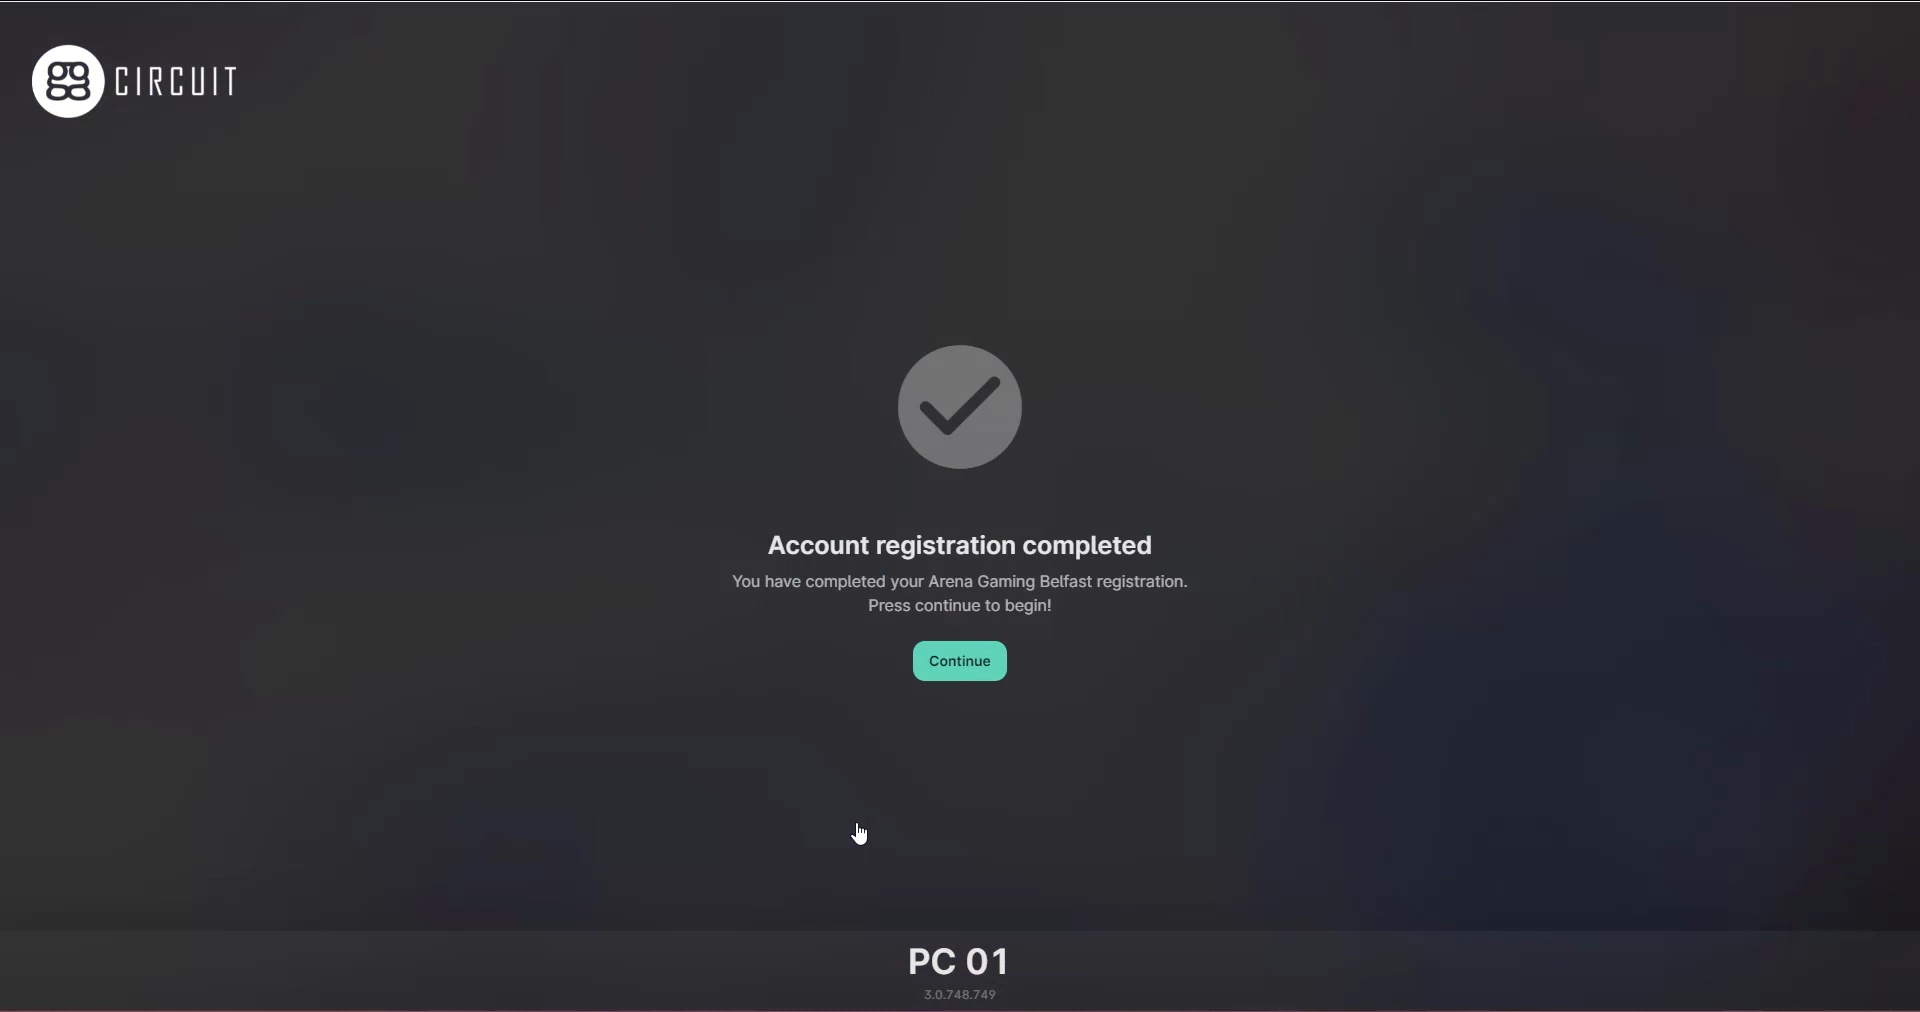 CIRCUIT
Account registration completed
You have completed your Arena Gaming Belfast registration.
Press continue to begin!
Continue
PC 01
3.0.748.749